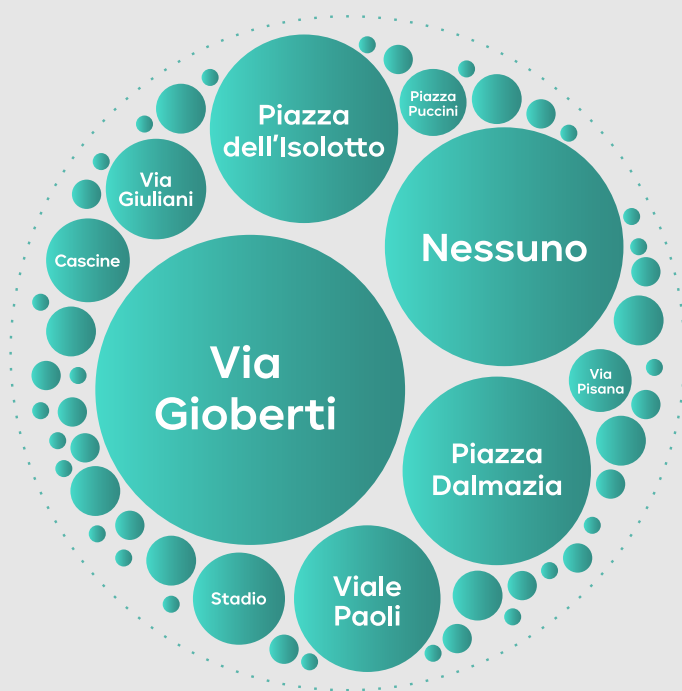 Piazza
dell'Isolotto
Piazza
Puccini
Via
Giuliani
Nessuno
Cascine
Via
Gioberti
Via
Pisana
Piazza
Dalmazia
Viale
Paoli
Stadio